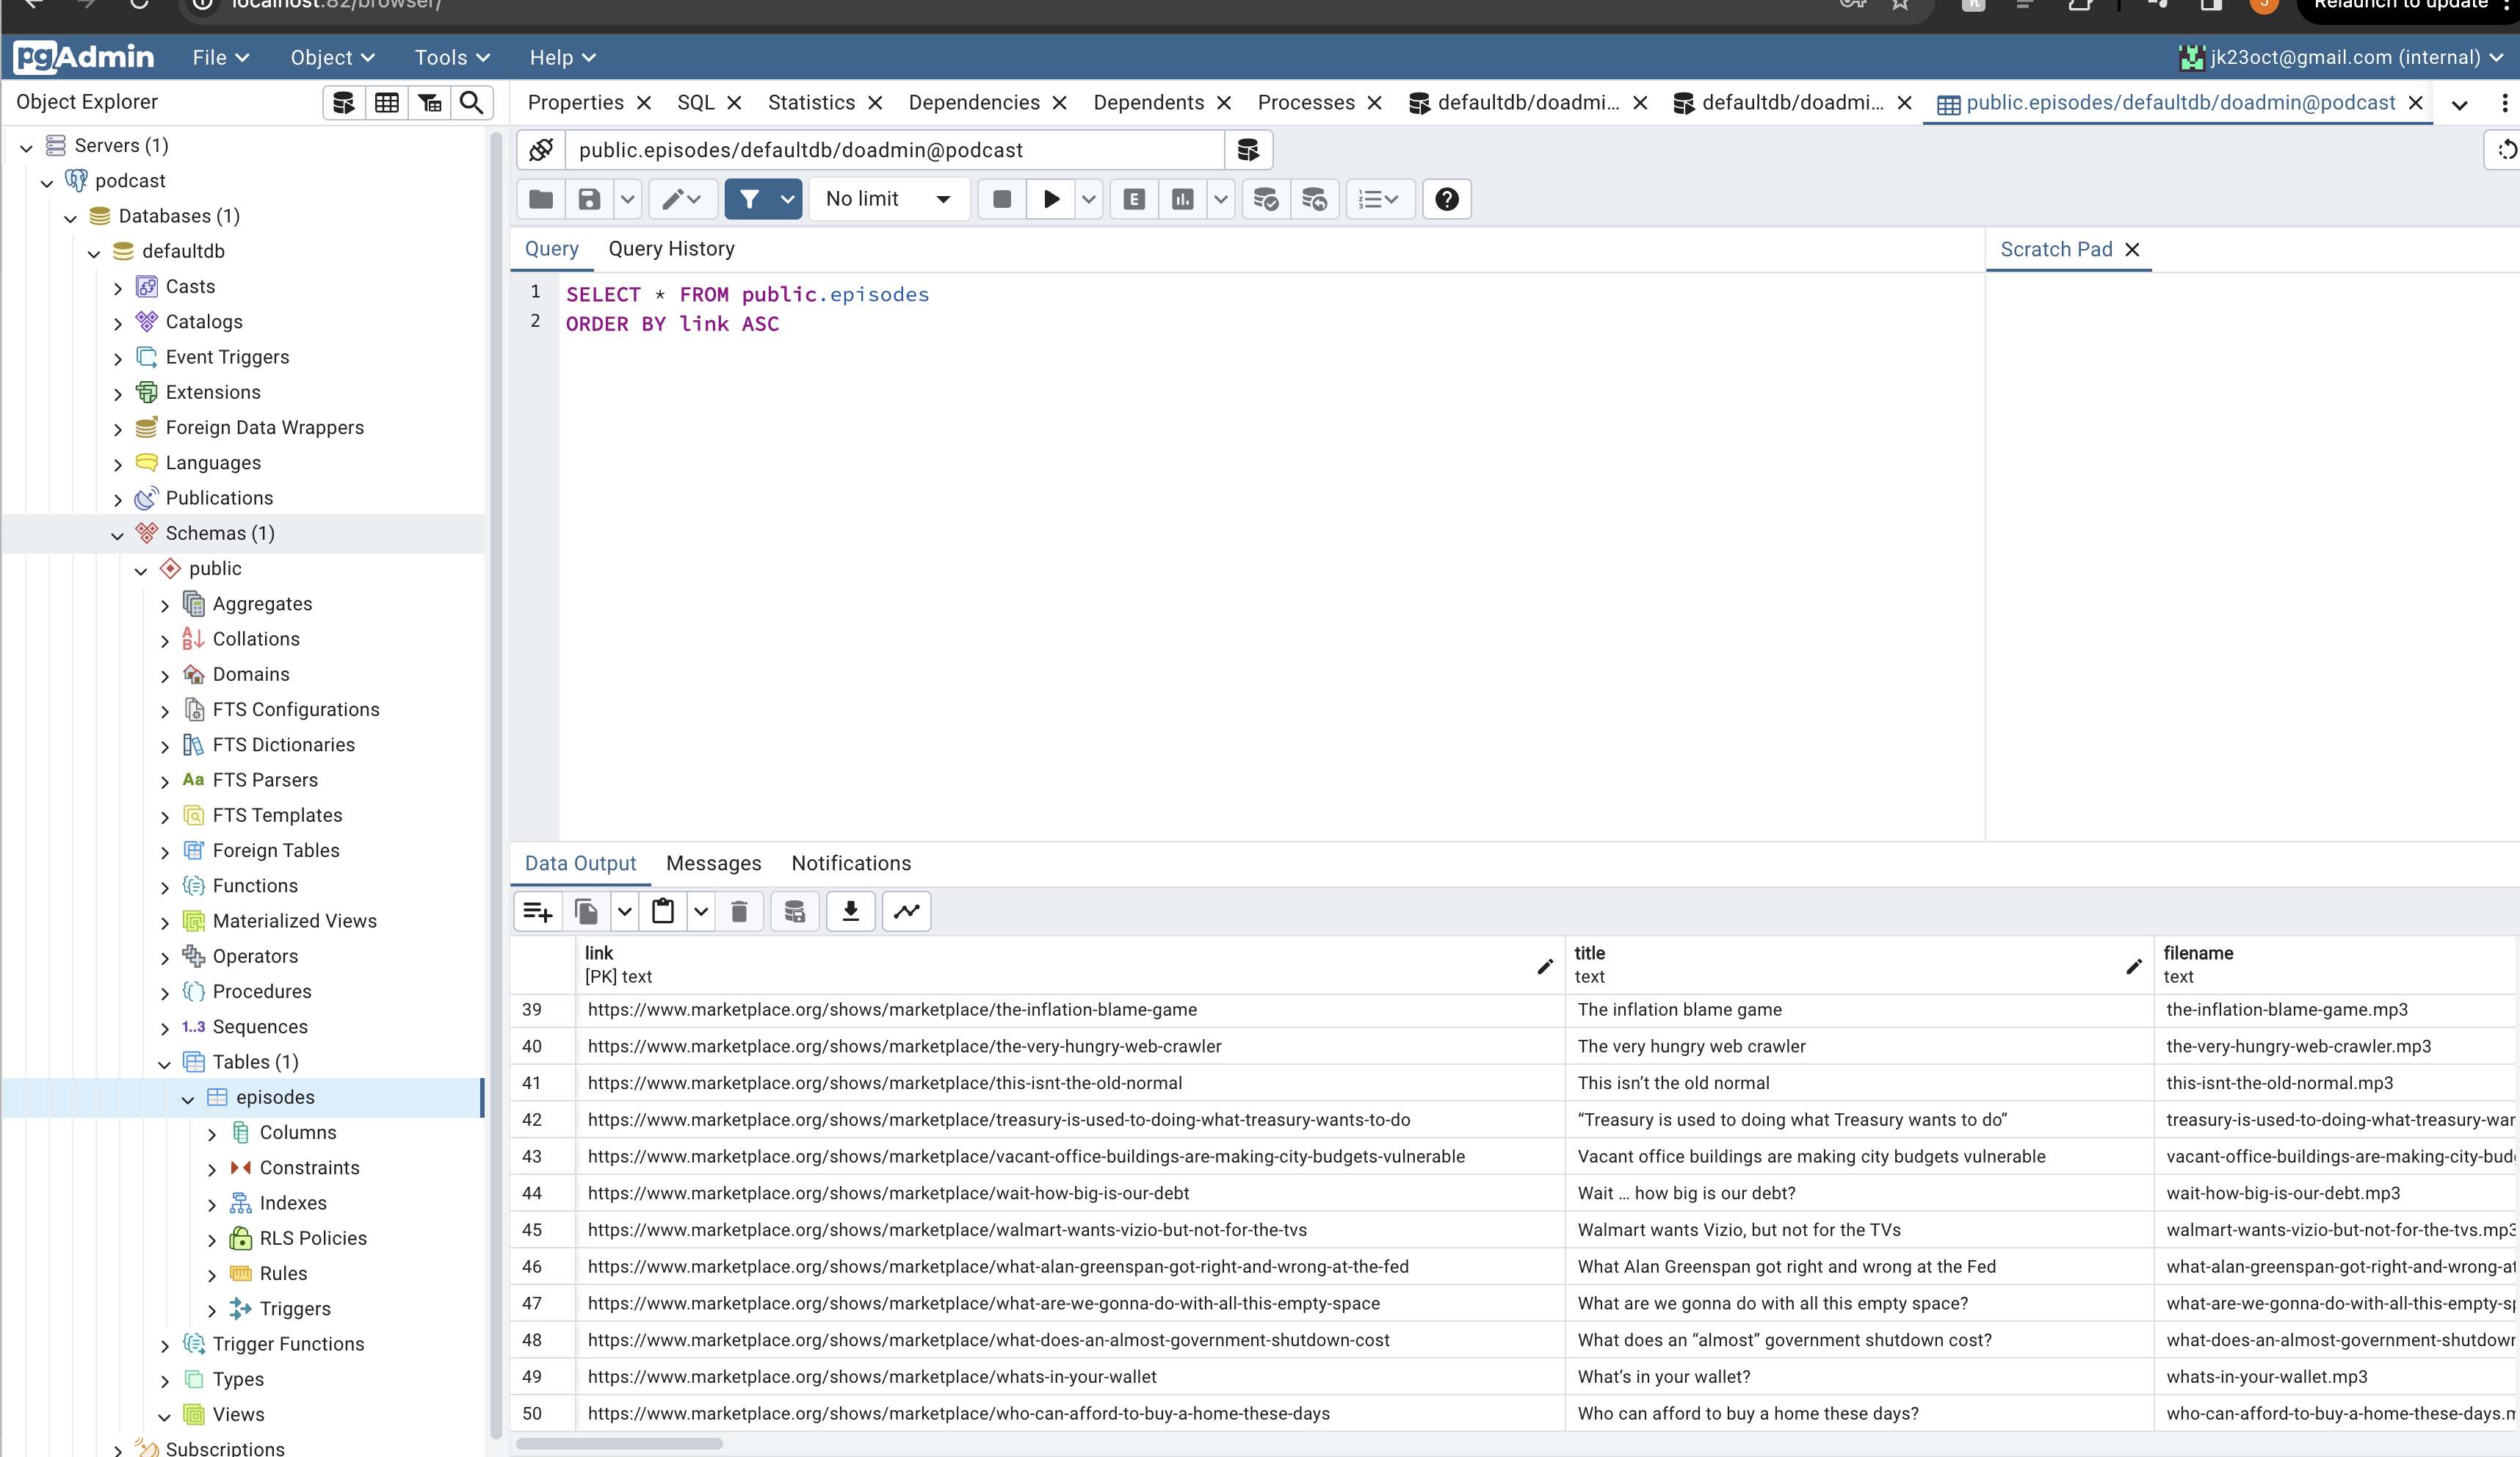 localhost:82/browser/
Relaunch to update
pgAdmin File Object Tools Help jk23oct@gmail.com (internal)
Object Explorer
Properties SQL Statistics Dependencies Dependents Processes defaultdb/doadmi... defaultdb/doadmi... public.episodes/defaultdb/doadmin@podcast
Servers (1)
podcast
Databases (1)
defaultdb
Casts
Catalogs
Event Triggers
Extensions
Foreign Data Wrappers
Languages
Publications
Schemas (1)
public
Aggregates
Collations
Domains
FTS Configurations
FTS Dictionaries
Aa FTS Parsers
FTS Templates
Foreign Tables
Functions
Materialized Views
Operators
Procedures
1..3 Sequences
Tables (1)
episodes
Columns
Constraints
Indexes
RLS Policies
Rules
Triggers
Trigger Functions
Types
Views
Subscriptions
public.episodes/defaultdb/doadmin@podcast
No limit
E
Query Query History
Scratch Pad
1 SELECT * FROM public.episodes
2 ORDER BY link ASC
Data Output Messages Notifications
link title filename
[PK] text text text
39 https://www.marketplace.org/shows/marketplace/the-inflation-blame-game The inflation blame game the-inflation-blame-game.mp3
40 https://www.marketplace.org/shows/marketplace/the-very-hungry-web-crawler The very hungry web crawler the-very-hungry-web-crawler.mp3
41 https://www.marketplace.org/shows/marketplace/this-isnt-the-old-normal This isn’t the old normal this-isnt-the-old-normal.mp3
42 https://www.marketplace.org/shows/marketplace/treasury-is-used-to-doing-what-treasury-wants-to-do “Treasury is used to doing what Treasury wants to do” treasury-is-used-to-doing-what-treasury-war
43 https://www.marketplace.org/shows/marketplace/vacant-office-buildings-are-making-city-budgets-vulnerable Vacant office buildings are making city budgets vulnerable vacant-office-buildings-are-making-city-bud
44 https://www.marketplace.org/shows/marketplace/wait-how-big-is-our-debt Wait … how big is our debt? wait-how-big-is-our-debt.mp3
45 https://www.marketplace.org/shows/marketplace/walmart-wants-vizio-but-not-for-the-tvs Walmart wants Vizio, but not for the TVs walmart-wants-vizio-but-not-for-the-tvs.mp3
46 https://www.marketplace.org/shows/marketplace/what-alan-greenspan-got-right-and-wrong-at-the-fed What Alan Greenspan got right and wrong at the Fed what-alan-greenspan-got-right-and-wrong-at
47 https://www.marketplace.org/shows/marketplace/what-are-we-gonna-do-with-all-this-empty-space What are we gonna do with all this empty space? what-are-we-gonna-do-with-all-this-empty-sp
48 https://www.marketplace.org/shows/marketplace/what-does-an-almost-government-shutdown-cost What does an “almost” government shutdown cost? what-does-an-almost-government-shutdown
49 https://www.marketplace.org/shows/marketplace/whats-in-your-wallet What’s in your wallet? whats-in-your-wallet.mp3
50 https://www.marketplace.org/shows/marketplace/who-can-afford-to-buy-a-home-these-days Who can afford to buy a home these days? who-can-afford-to-buy-a-home-these-days.m